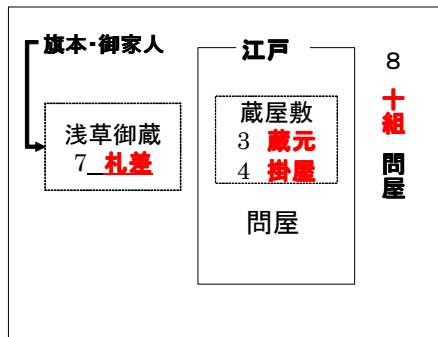 旗本・御家人
浅草御蔵
7 札差
江戸
蔵屋敷
3 蔵元
4 掛屋
問屋
8 十組 問屋